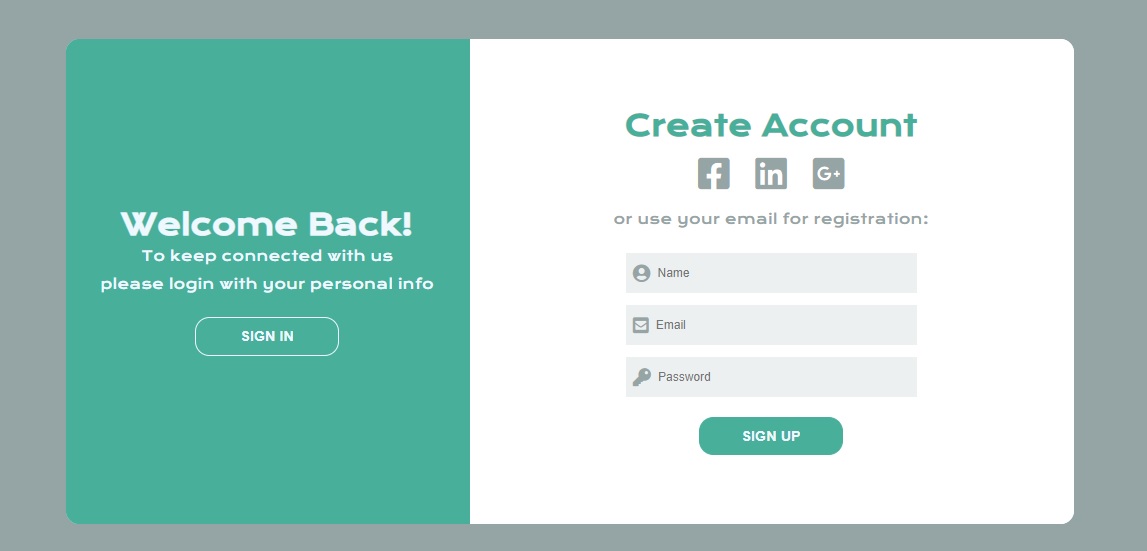 Welcome Back!
To keep connected with us
please login with your personal info
SIGN IN
Create Account
f in G+
or use your email for registration:
Name
Email
Password
SIGN UP